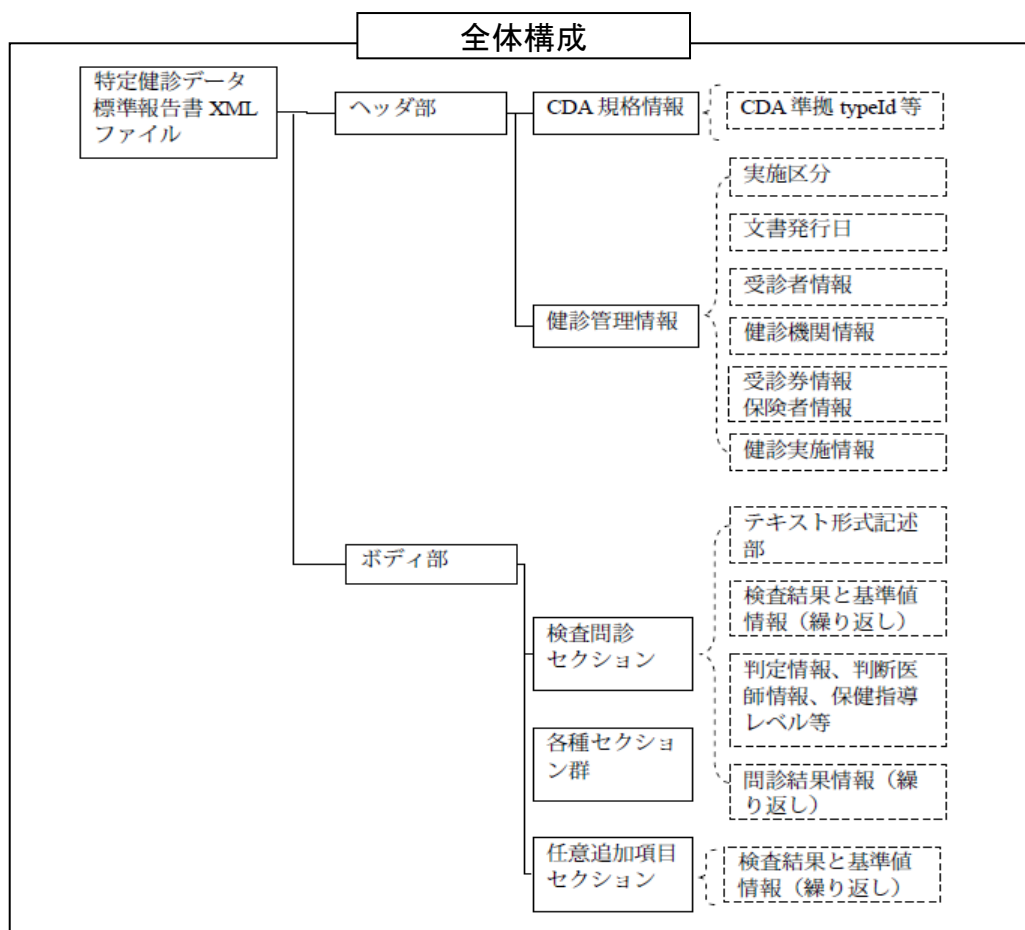 全体構成
特定健診データ
標準報告書 XML
ファイル
ヘッダ部
CDA 規格情報
CDA 準拠 typeId 等
実施区分
文書発行日
受診者情報
健診管理情報
健診機関情報
受診券情報
保険者情報
健診実施情報
ボディ部
テキスト形式記述
部
検査問診
セクション
検査結果と基準値
情報（繰り返し）
判定情報、判断医
師情報、保健指導
レベル等
各種セクショ
ン群
問診結果情報（繰
り返し）
任意追加項目
セクション
検査結果と基準値
情報（繰り返し）